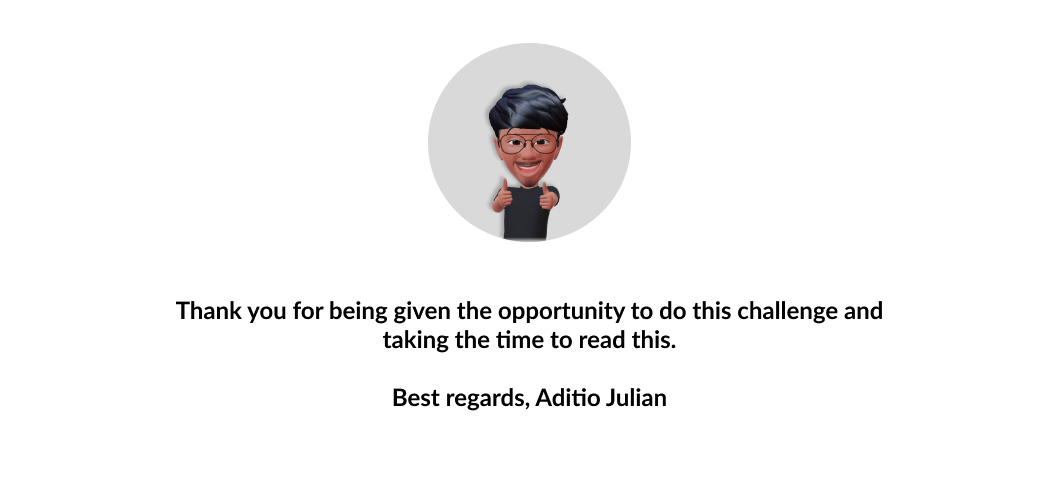 Thank you for being given the opportunity to do this challenge and
taking the time to read this.
Best regards, Aditio Julian